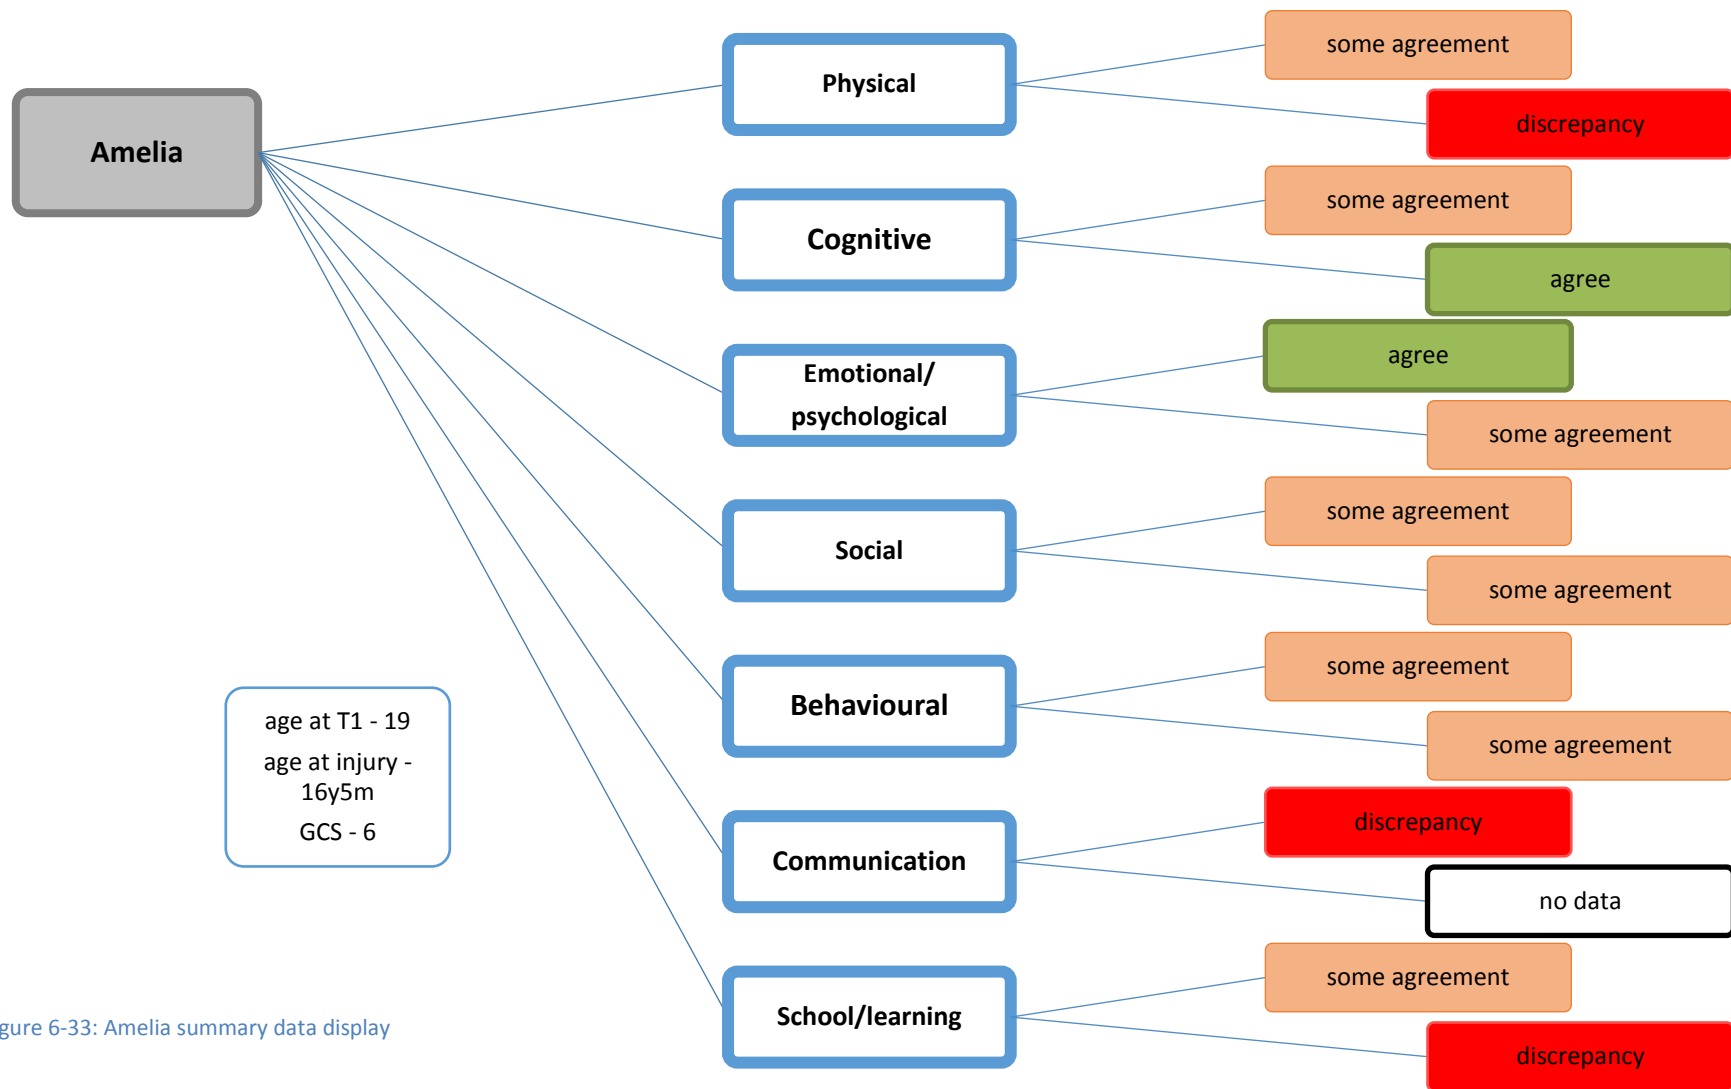 Amelia
Physical
some agreement
discrepancy
Cognitive
some agreement
agree
Emotional/
psychological
agree
some agreement
Social
some agreement
some agreement
Behavioural
some agreement
some agreement
Communication
discrepancy
no data
School/learning
some agreement
discrepancy
age at T1 - 19
age at injury -
16y5m
GCS - 6
gure 6-33: Amelia summary data display